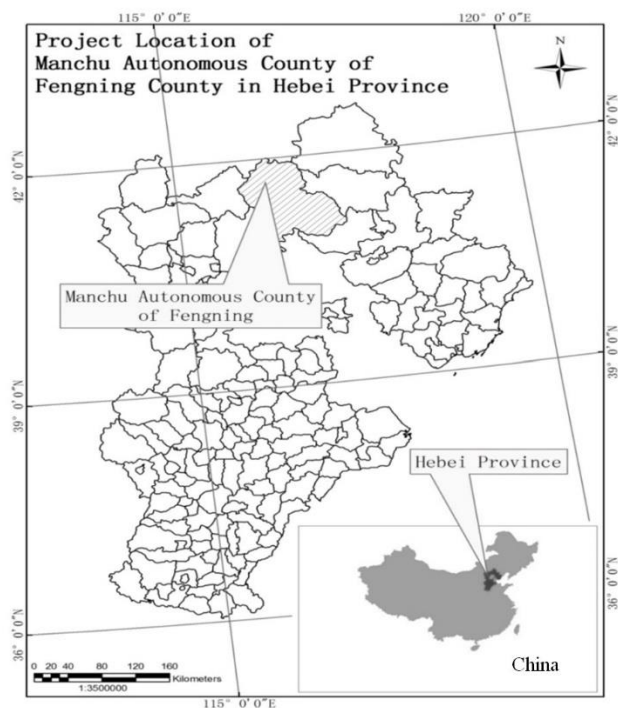 115° 0′0″E
120° 0′0″E
Project Location of
Manchu Autonomous County of
Fengning County in Hebei Province
N
42° 0′0″N
42° 0′0″N
Manchu Autonomous County
of Fengning
39° 0′0″N
39° 0′0″N
Hebei Province
36° 0′0″N
36° 0′0″N
China
0 20 40 80 120 160
Kilometers
1:3500000
115° 0′0″E